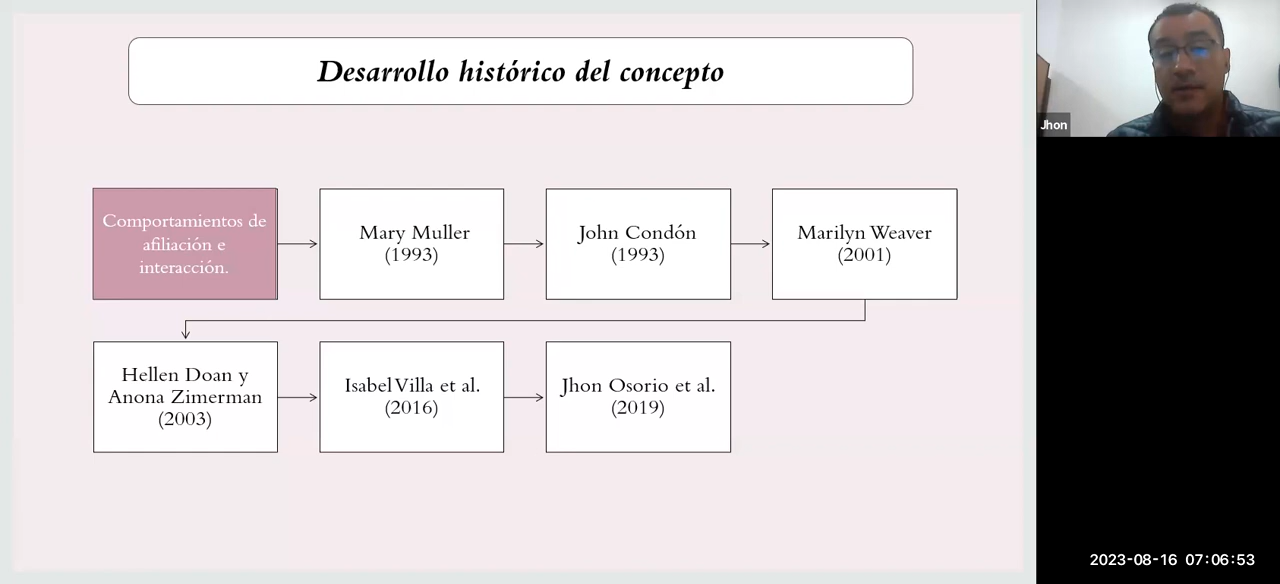 Desarrollo histórico del concepto
Comportamientos de
afiliación e
interacción.
Mary Muller
(1993)
John Condón
(1993)
Marilyn Weaver
(2001)
Hellen Doan y
Anona Zimerman
(2003)
Isabel Villa et al.
(2016)
Jhon Osorio et al.
(2019)
Jhon
2023-08-16 07:06:53